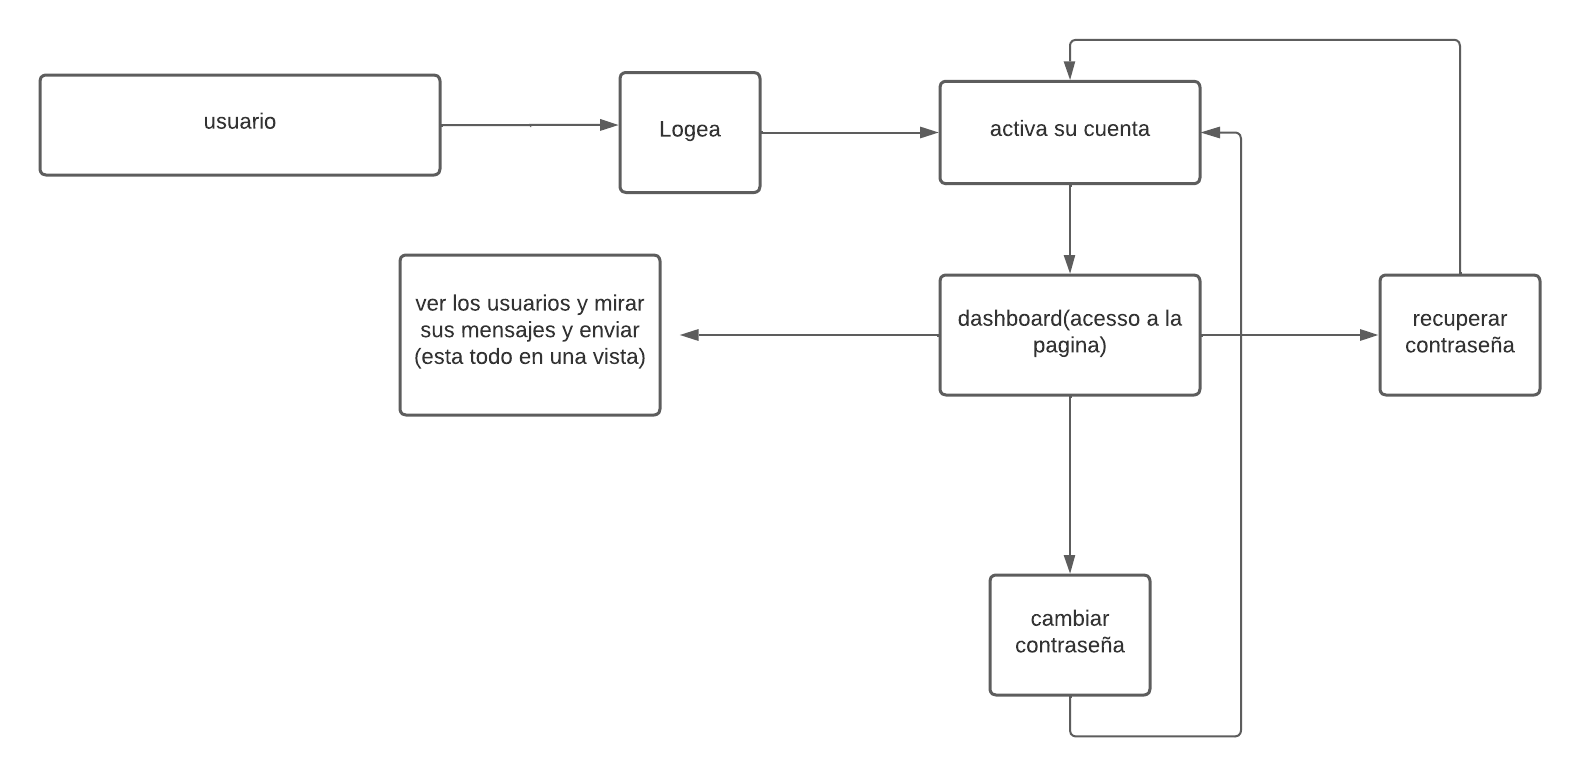 usuario
Logea
activa su cuenta
ver los usuarios y mirar
sus mensajes y enviar
(esta todo en una vista)
dashboard(acesso a la
pagina)
recuperar
contraseña
cambiar
contraseña